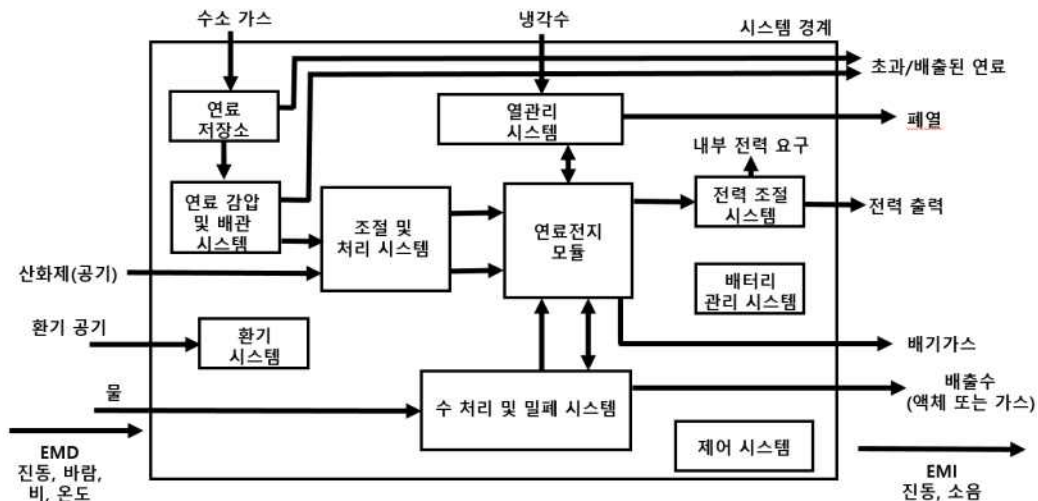 수소 가스
냉각수
시스템 경계
초과/배출된 연료
연료
저장소
열관리
시스템
폐열
내부 전력 요구
연료 감압
및 배관
시스템
조절 및
처리 시스템
연료전지
모듈
전력 조절
시스템
전력 출력
산화제(공기)
배터리
관리 시스템
환기 공기
환기
시스템
배기가스
물
수 처리 및 밀폐 시스템
배출수
(액체 또는 가스)
제어 시스템
EMD
진동, 바람,
비, 온도
EMI
진동, 소음